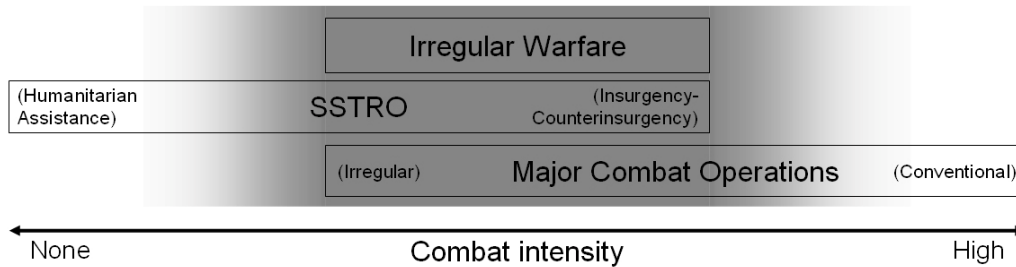 Irregular Warfare
(Humanitarian
Assistance)
SSTRO
(Insurgency-
Counterinsurgency)
(Irregular)
Major Combat Operations
(Conventional)
None
Combat intensity
High